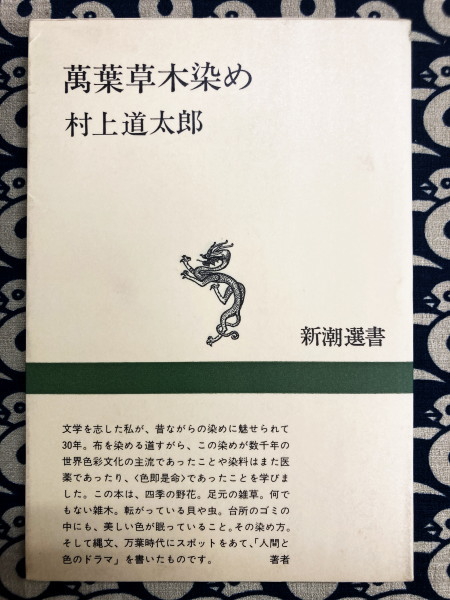 萬葉草木染め
村上道太郎
新潮選書
文学を志した私が、昔ながらの染めに魅せられて
30年。布を染める道すがら、この染めが数千年の
世界色彩文化の主流であったことや染料はまた医
薬であったり、〈色即是命〉であったことを学びま
した。この本は、四季の野花。足元の雑草。何で
もない雑木。転がっている貝や虫。台所のゴミの
中にも、美しい色が眠っていること。その染め方。
そして縄文、万葉時代にスポットをあて、「人間と
色のドラマ」を書いたものです。 著者